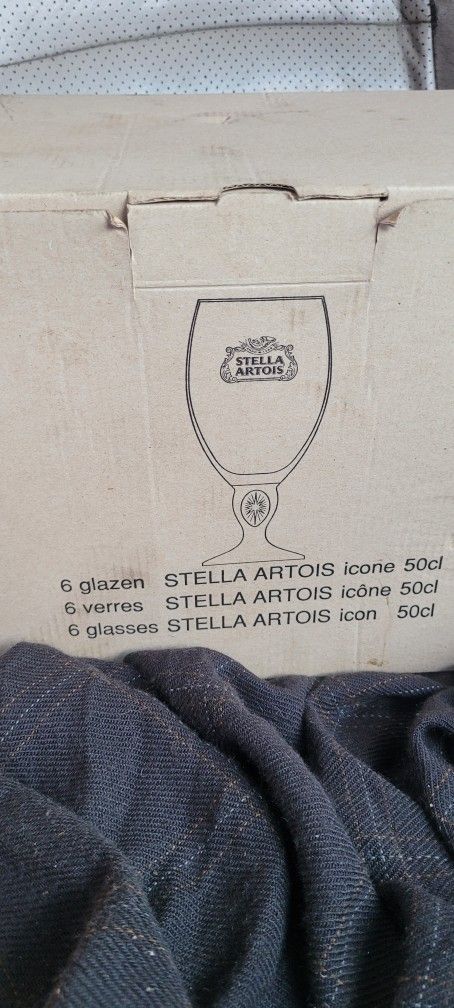 STELLA
ARTOIS
6 glazen STELLA ARTOIS icone 50cl
6 verres STELLA ARTOIS icône 50cl
6 glasses STELLA ARTOIS icon 50cl